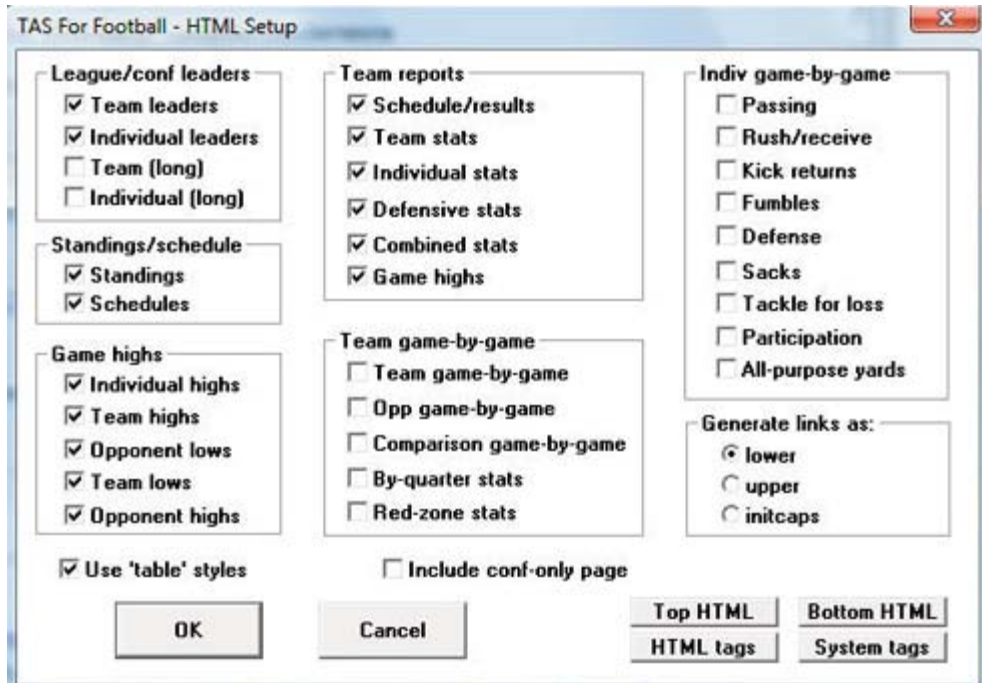 TAS For Football - HTML Setup
League/conf leaders
Team leaders
Individual leaders
Team (long)
Individual (long)
Standings/schedule
Standings
Schedules
Game highs
Individual highs
Team highs
Opponent lows
Team lows
Opponent highs
Use 'table' styles
Team reports
Schedule/results
Team stats
Individual stats
Defensive stats
Combined stats
Game highs
Team game-by-game
Team game-by-game
Opp game-by-game
Comparison game-by-game
By-quarter stats
Red-zone stats
Include conf-only page
Indiv game-by-game
Passing
Rush/receive
Kick returns
Fumbles
Defense
Sacks
Tackle for loss
Participation
All-purpose yards
Generate links as:
lower
upper
initcaps
OK
Cancel
Top HTML
Bottom HTML
HTML tags
System tags